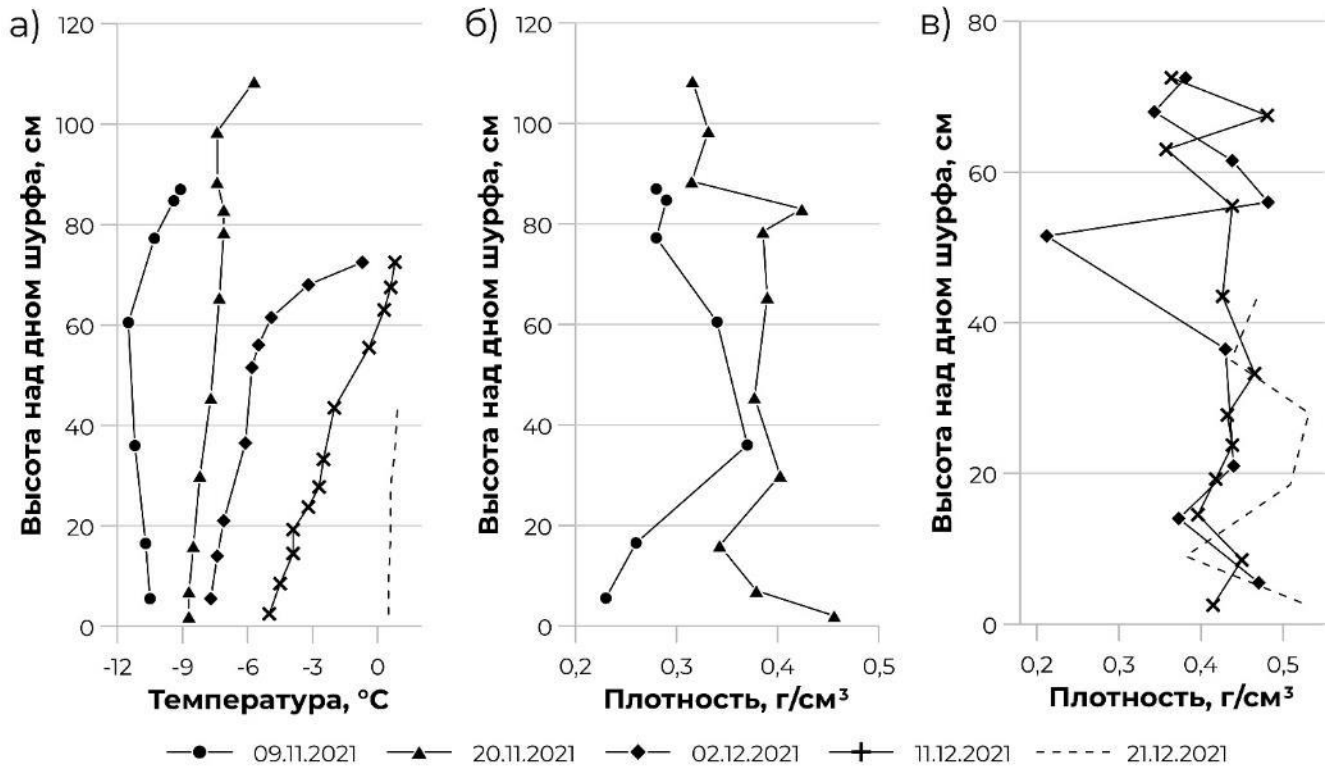 а)
120
100
80
60
40
20
0
-12 -9 -6 -3 0
Высота над дном шурфа, см
Температура, °C
б)
120
100
80
60
40
20
0
0,2 0,3 0,4 0,5
Высота над дном шурфа, см
Плотность, г/см³
в)
80
60
40
20
0
0,2 0,3 0,4 0,5
Высота над дном шурфа, см
Плотность, г/см³
09.11.2021 20.11.2021 02.12.2021 11.12.2021 21.12.2021